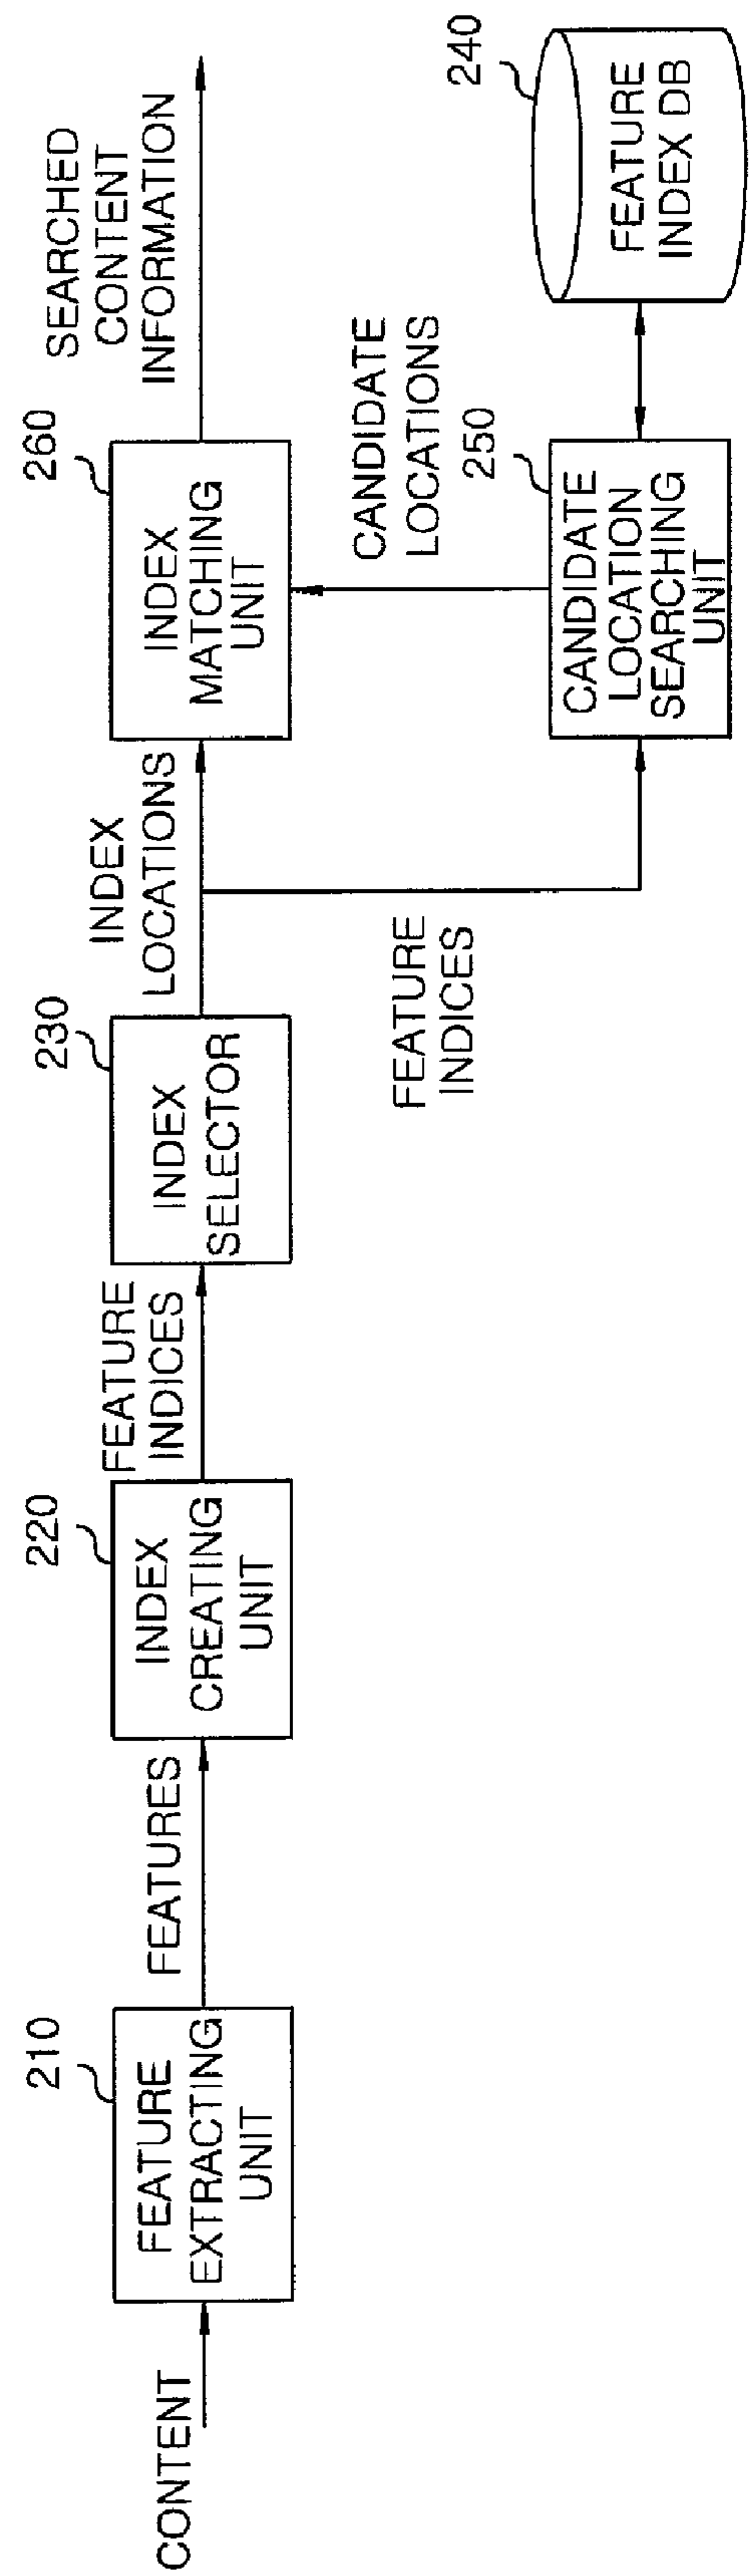 CONTENT
210
FEATURE
EXTRACTING
UNIT
FEATURES
220
INDEX
CREATING
UNIT
FEATURE
INDICES
230
INDEX
SELECTOR
INDEX
LOCATIONS
FEATURE
INDICES
260
INDEX
MATCHING
UNIT
SEARCHED
CONTENT
INFORMATION
CANDIDATE
LOCATIONS
250
CANDIDATE
LOCATION
SEARCHING
UNIT
240
FEATURE
INDEX DB